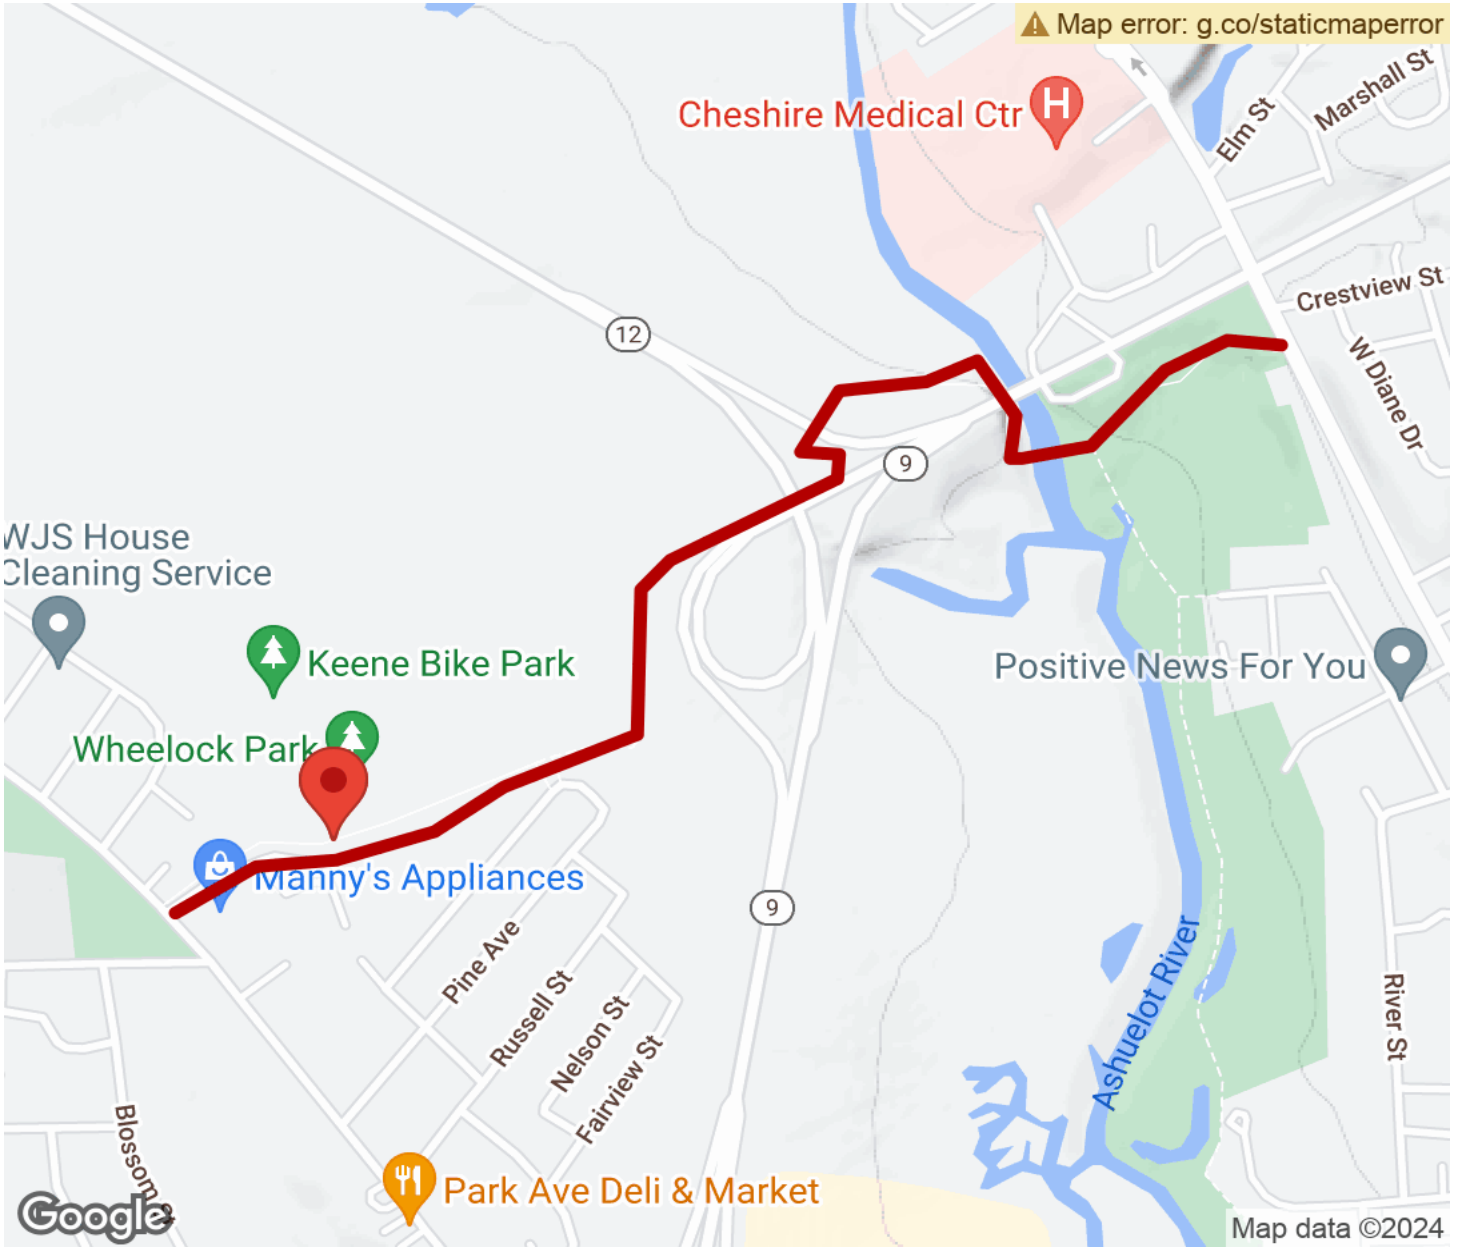 Map error: g.co/staticmaperror
Marshall St
Elm St
Cheshire Medical Ctr
H
Crestview St
12
W Diane Dr
9
WJS House
Cleaning Service
Keene Bike Park
Positive News For You
Wheelock Park
Manny's Appliances
9
Pine Ave
Russell St
Nelson St
Fairview St
Ashuelot River
River St
Blossom St
Park Ave Deli & Market
Google
Map data ©2024